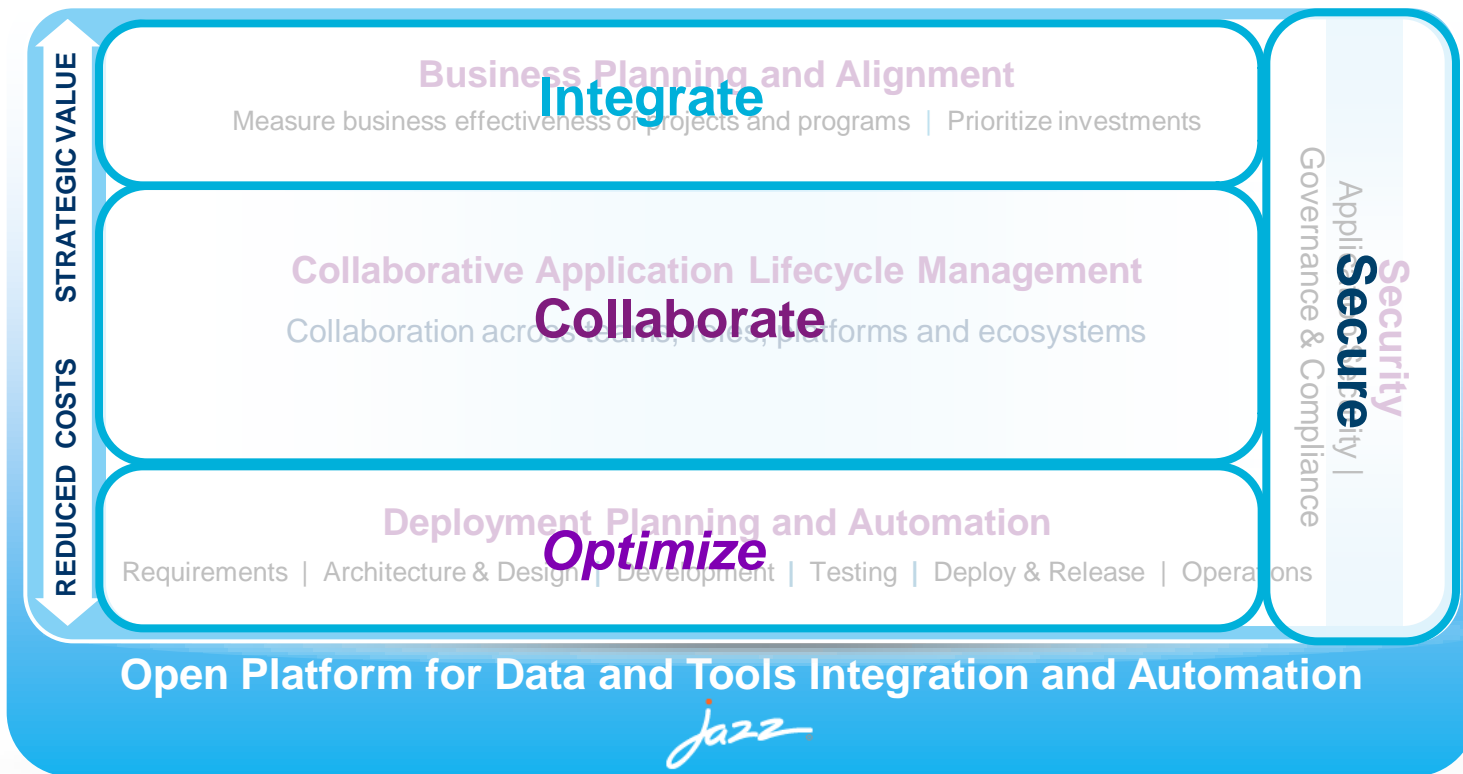 STRATEGIC VALUE
REDUCED COSTS
Business Planning and Alignment
Integrate
Measure business effectiveness of projects and programs | Prioritize investments
Collaborative Application Lifecycle Management
Collaborate
Collaboration across teams, roles, platforms and ecosystems
Deployment Planning and Automation
Optimize
Requirements | Architecture & Design | Development | Testing | Deploy & Release | Operations
Security
Secure
Application Security |
Governance & Compliance
Open Platform for Data and Tools Integration and Automation
jazz